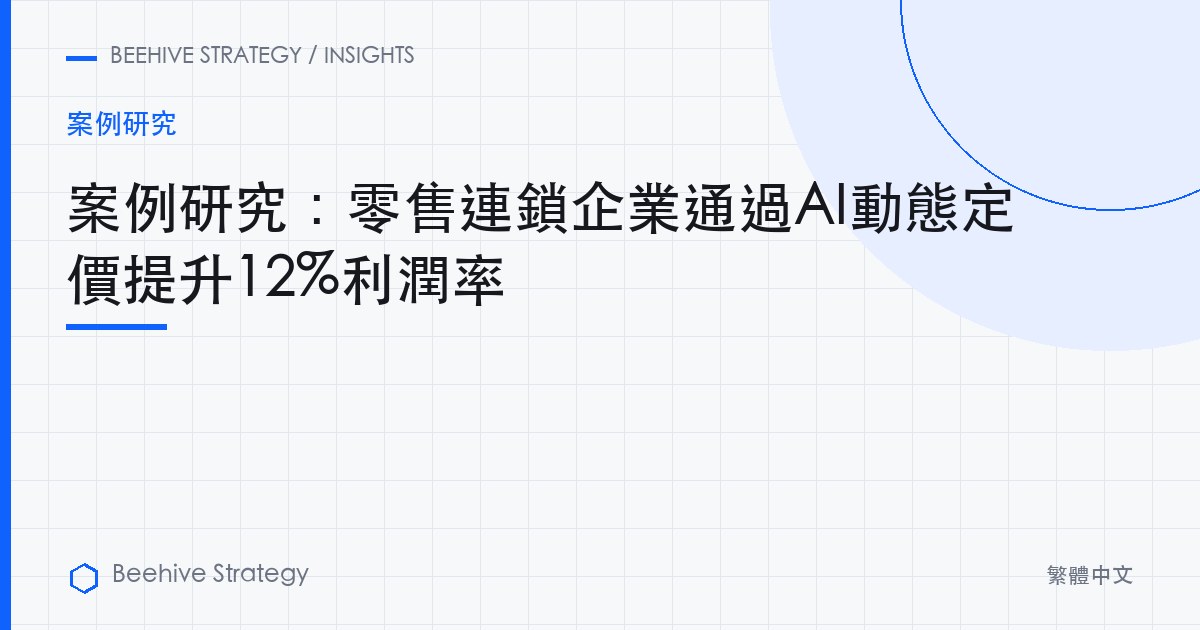 BEEHIVE STRATEGY / INSIGHTS
案例研究
案例研究：零售連鎖企業通過AI動態定
價提升12%利潤率
Beehive Strategy
繁體中文